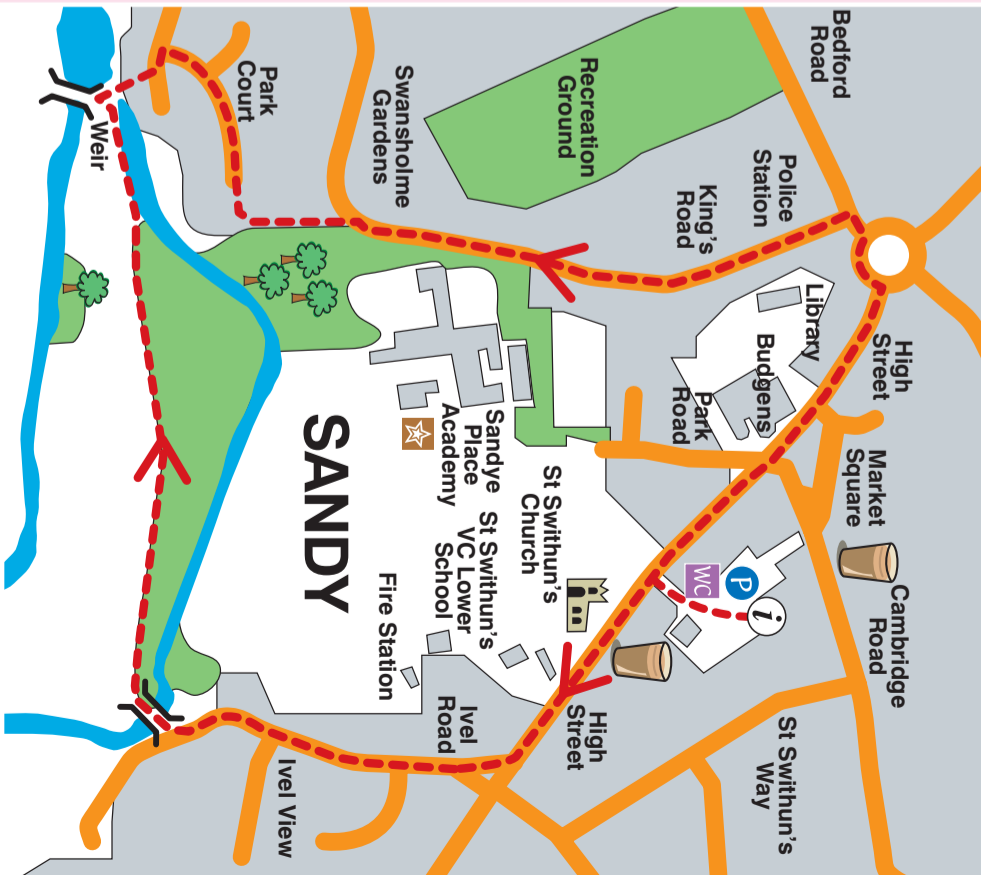 Bedford
Road
Police
Station
King's
Road
Recreation
Ground
Swansholme
Gardens
Park
Court
Weir
Library
Budgens
High
Street
Park
Road
Market
Square
Cambridge
Road
WC
P
i
St Swithun's
Church
Sandye
Place
Academy
St Swithun's
VC Lower
School
SANDY
Fire Station
High
Street
Ivel
Road
St Swithun's
Way
Ivel View